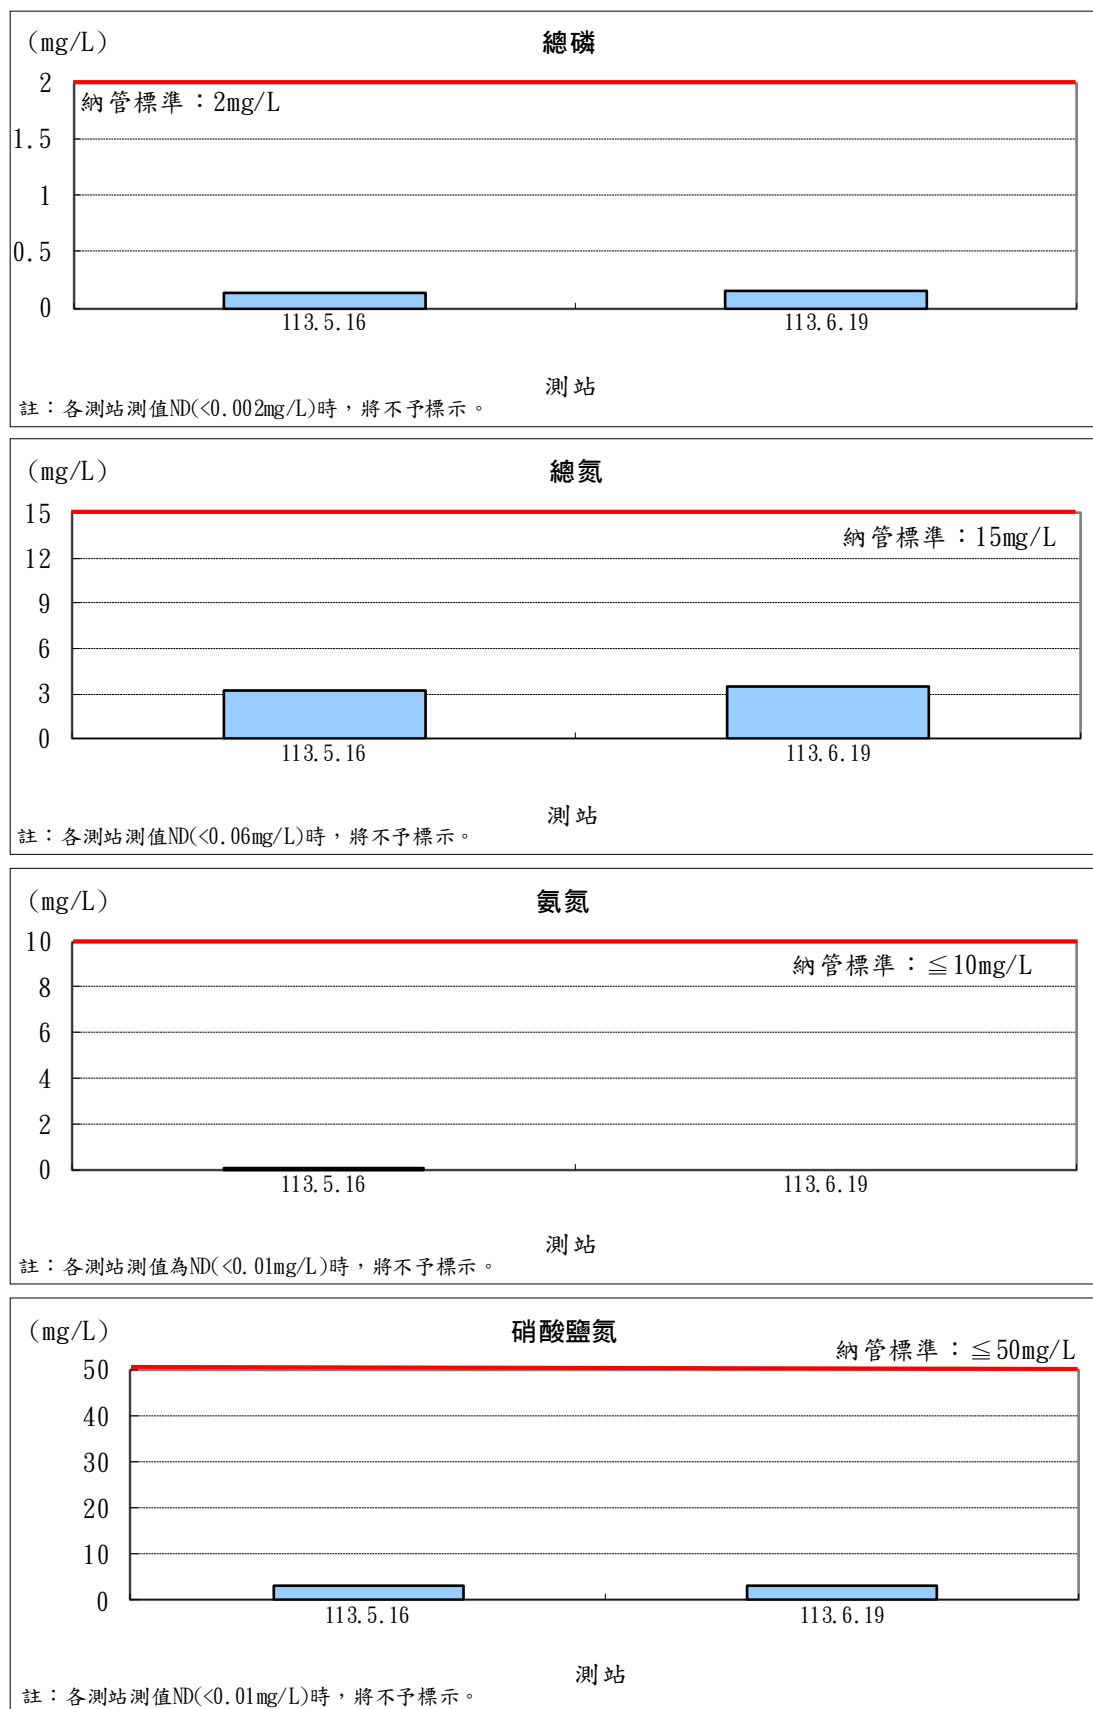 (mg/L)
總磷
2
納管標準：2mg/L
1.5
1
0.5
0
113.5.16
113.6.19
測站
註：各測站測值ND(<0.002mg/L)時，將不予標示。
(mg/L)
總氮
15
納管標準：15mg/L
12
9
6
3
0
113.5.16
113.6.19
測站
註：各測站測值ND(<0.06mg/L)時，將不予標示。
(mg/L)
氨氮
10
納管標準：≦10mg/L
8
6
4
2
0
113.5.16
113.6.19
測站
註：各測站測值為ND(<0.01mg/L)時，將不予標示。
(mg/L)
硝酸鹽氮
納管標準：≦50mg/L
50
40
30
20
10
0
113.5.16
113.6.19
測站
註：各測站測值ND(<0.01mg/L)時，將不予標示。